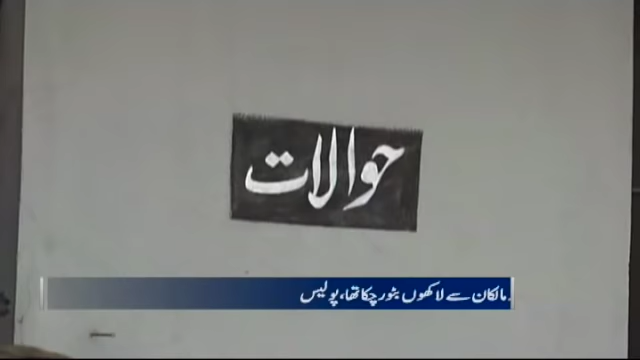 حوالات
مالکان سے لاکھوں بٹور چکا تھا، پولیس